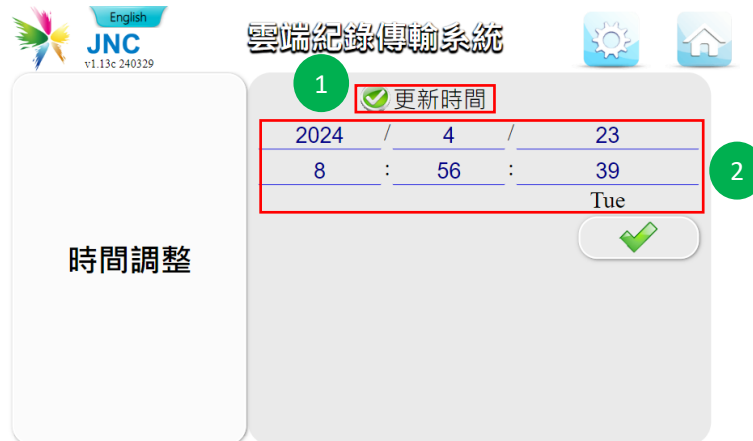 English
JNC
v1.13c 240329
雲端紀錄傳輸系統
1
更新時間
2024 / 4 / 23
8 : 56 : 39
2
Tue
時間調整